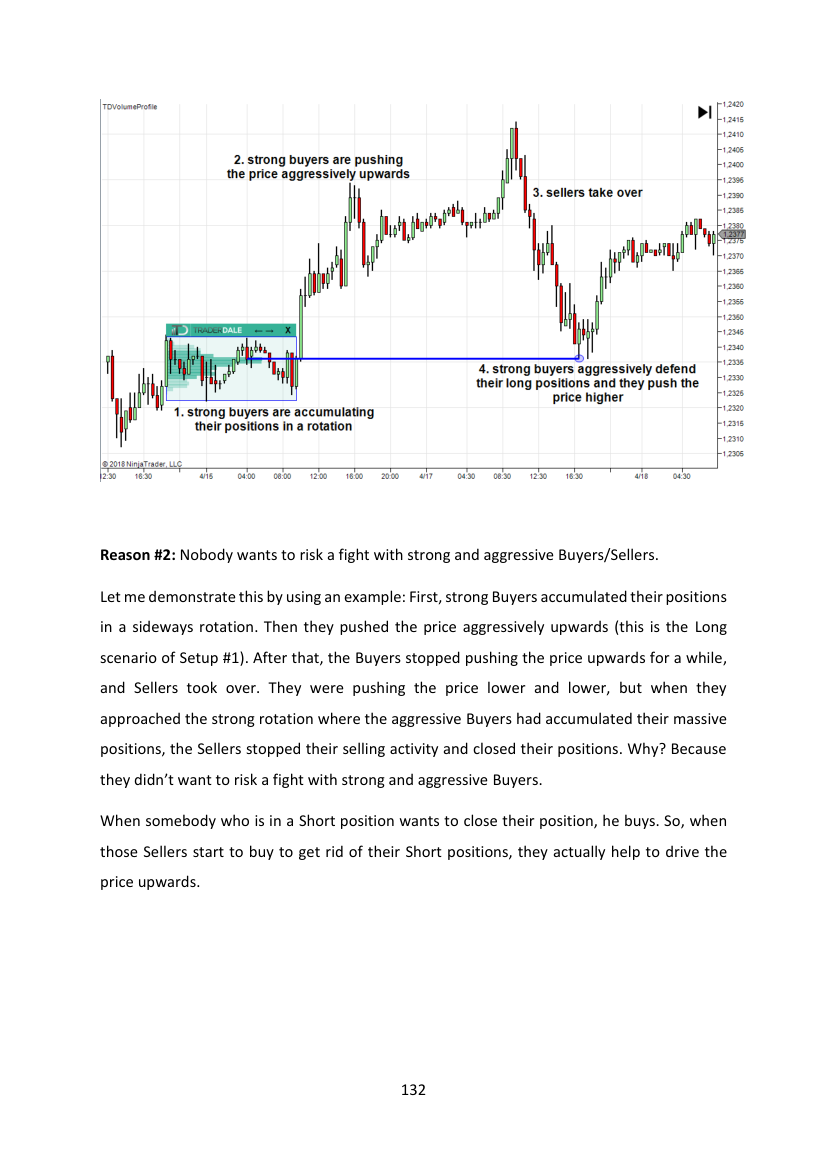 TDVolumeProfile
2. strong buyers are pushing
the price aggressively upwards
3. sellers take over
TRADERDALE ←→ X
4. strong buyers aggressively defend
their long positions and they push the
price higher
1. strong buyers are accumulating
their positions in a rotation
1,2420
1,2415
1,2410
1,2405
1,2400
1,2395
1,2390
1,2385
1,2380
1,2377
1,2375
1,2370
1,2365
1,2360
1,2355
1,2350
1,2345
1,2340
1,2336
1,2330
1,2326
1,2320
1,2315
1,2310
1,2305
© 2018 NinjaTrader, LLC
12:30 16:30 4/16 04:00 08:00 12:00 16:00 20:00 4/17 04:30 08:30 12:30 16:30 4/18 04:30
Reason #2: Nobody wants to risk a fight with strong and aggressive Buyers/Sellers.
Let me demonstrate this by using an example: First, strong Buyers accumulated their positions
in a sideways rotation. Then they pushed the price aggressively upwards (this is the Long
scenario of Setup #1). After that, the Buyers stopped pushing the price upwards for a while,
and Sellers took over. They were pushing the price lower and lower, but when they
approached the strong rotation where the aggressive Buyers had accumulated their massive
positions, the Sellers stopped their selling activity and closed their positions. Why? Because
they didn’t want to risk a fight with strong and aggressive Buyers.
When somebody who is in a Short position wants to close their position, he buys. So, when
those Sellers start to buy to get rid of their Short positions, they actually help to drive the
price upwards.
132